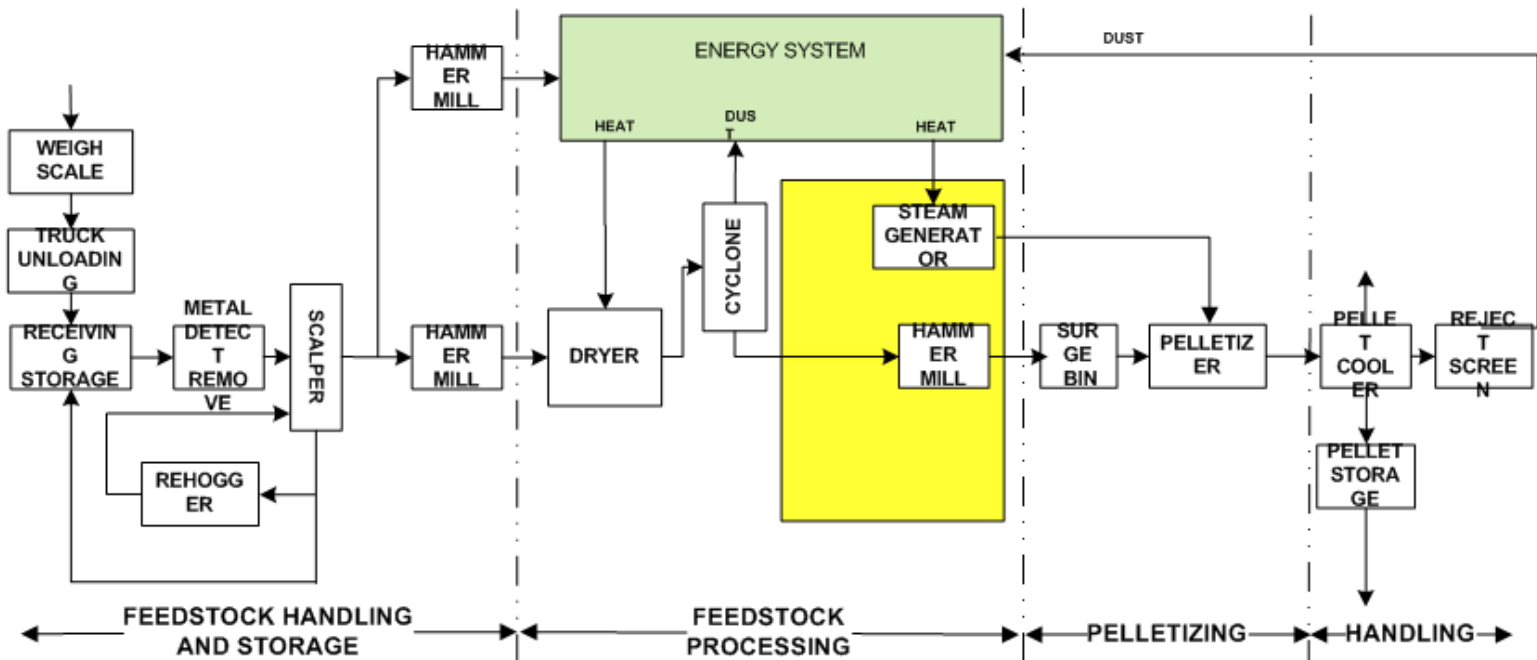 HAMM
ER
MILL
ENERGY SYSTEM
DUST
HEAT
DUS
T
HEAT
WEIGH
SCALE
TRUCK
UNLOADIN
G
RECEIVIN
G
STORAGE
METAL
DETEC
T
REMO
VE
SCALPER
HAMM
ER
MILL
DRYER
CYCLONE
STEAM
GENERAT
OR
HAMM
ER
MILL
SUR
GE
BIN
PELLETIZ
ER
PELLE
T
COOL
ER
REJEC
T
SCREE
N
REHOGG
ER
PELLET
STORA
GE
FEEDSTOCK HANDLING
AND STORAGE
FEEDSTOCK
PROCESSING
PELLETIZING
HANDLING